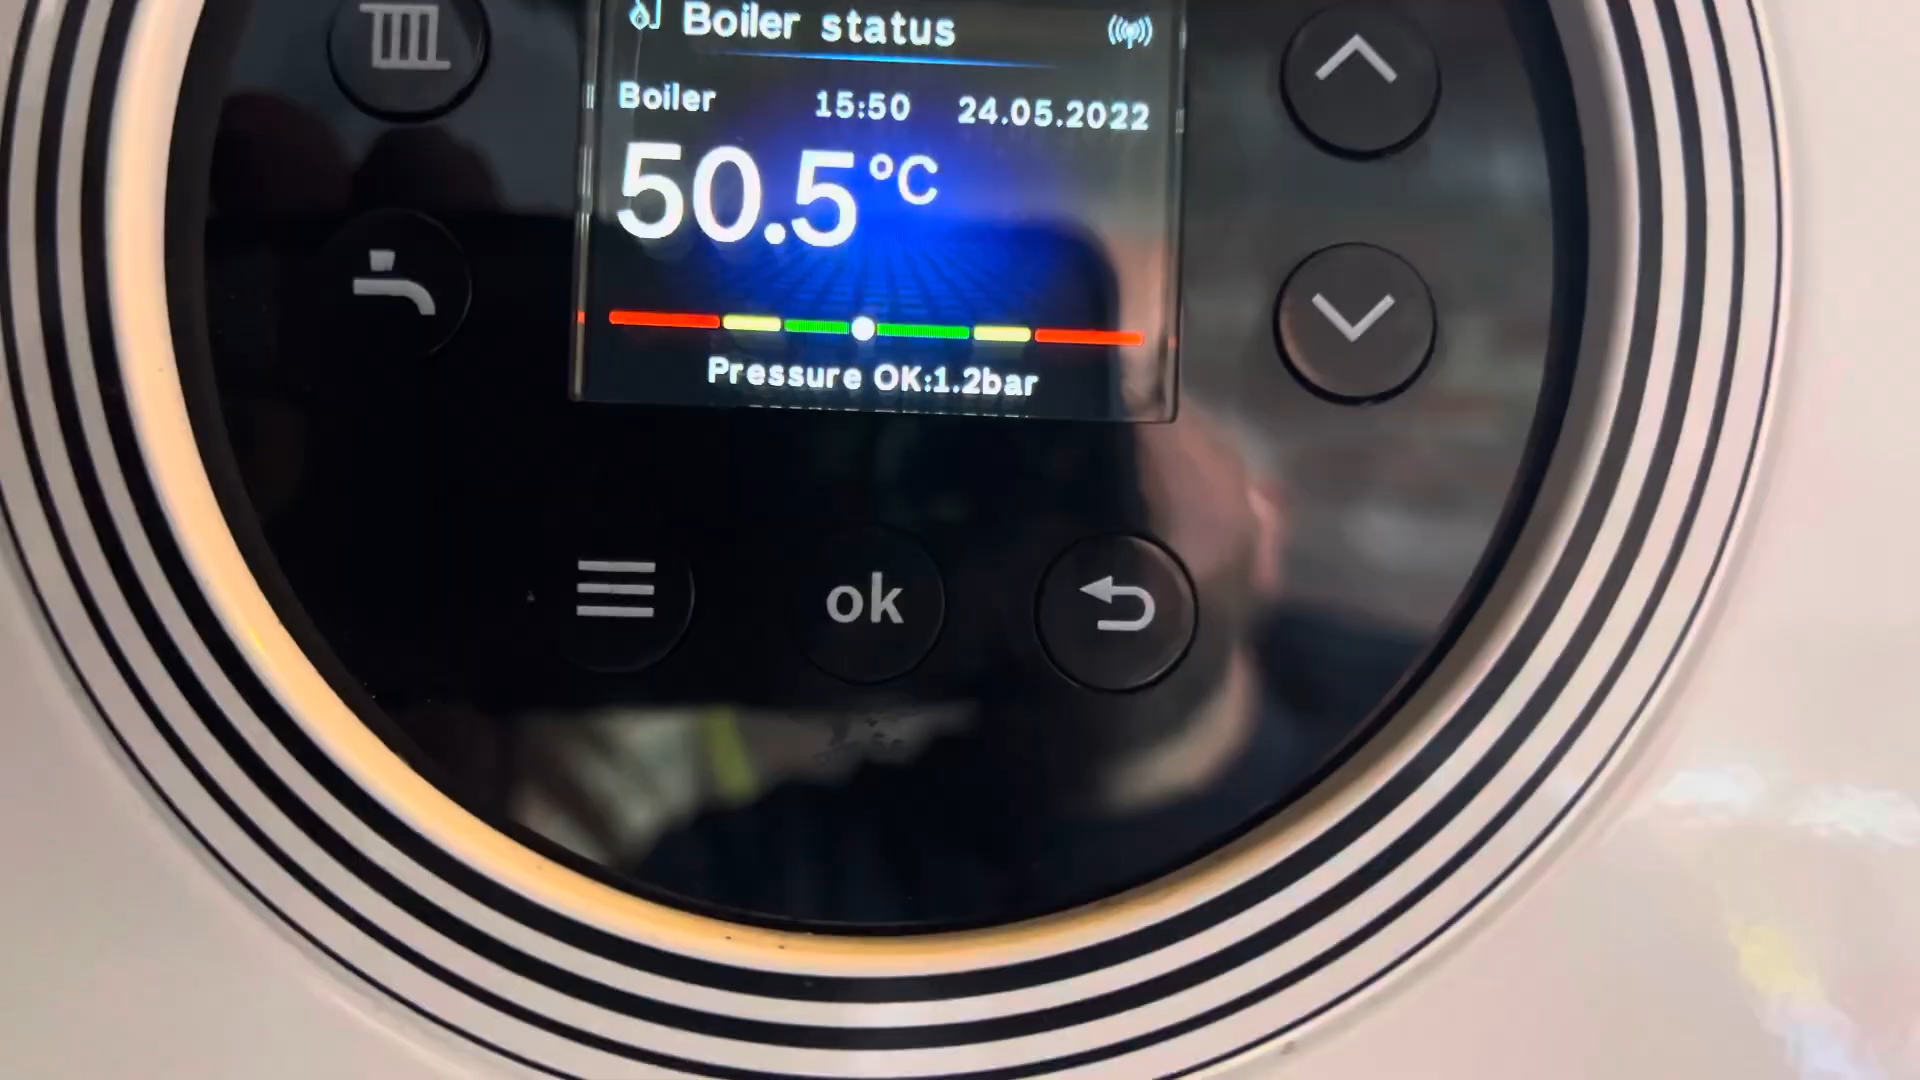 Boiler status
Boiler 15:50 24.05.2022
50.5°C
Pressure OK:1.2bar
ok